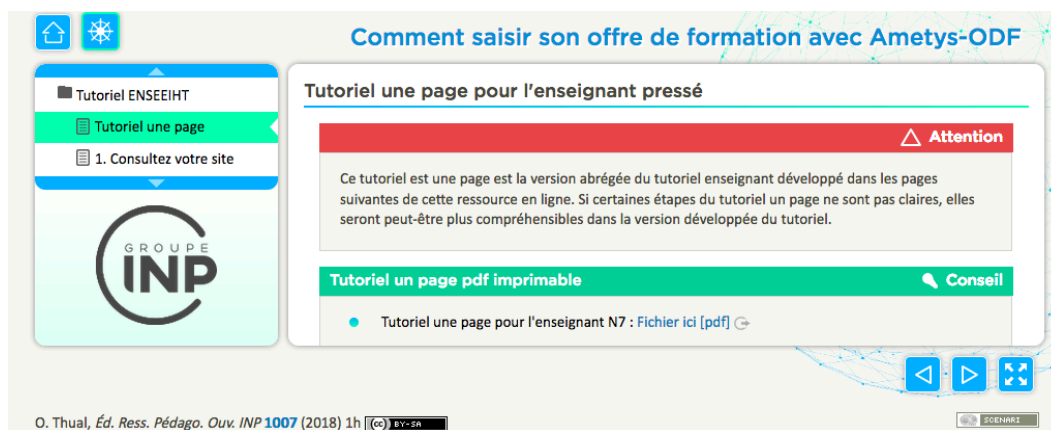 Comment saisir son offre de formation avec Ametys-ODF
Tutoriel ENSEEIHT
Tutoriel une page
1. Consultez votre site
GROUPE
INP
Tutoriel une page pour l'enseignant pressé
Attention
Ce tutoriel est une page est la version abrégée du tutoriel enseignant développé dans les pages
suivantes de cette ressource en ligne. Si certaines étapes du tutoriel un page ne sont pas claires, elles
seront peut-être plus compréhensibles dans la version développée du tutoriel.
Tutoriel un page pdf imprimable
Conseil
Tutoriel une page pour l'enseignant N7 : Fichier ici [pdf]
O. Thual, Éd. Ress. Pédago. Ouv. INP 1007 (2018) 1h (cc) BY-SA
SCENARI